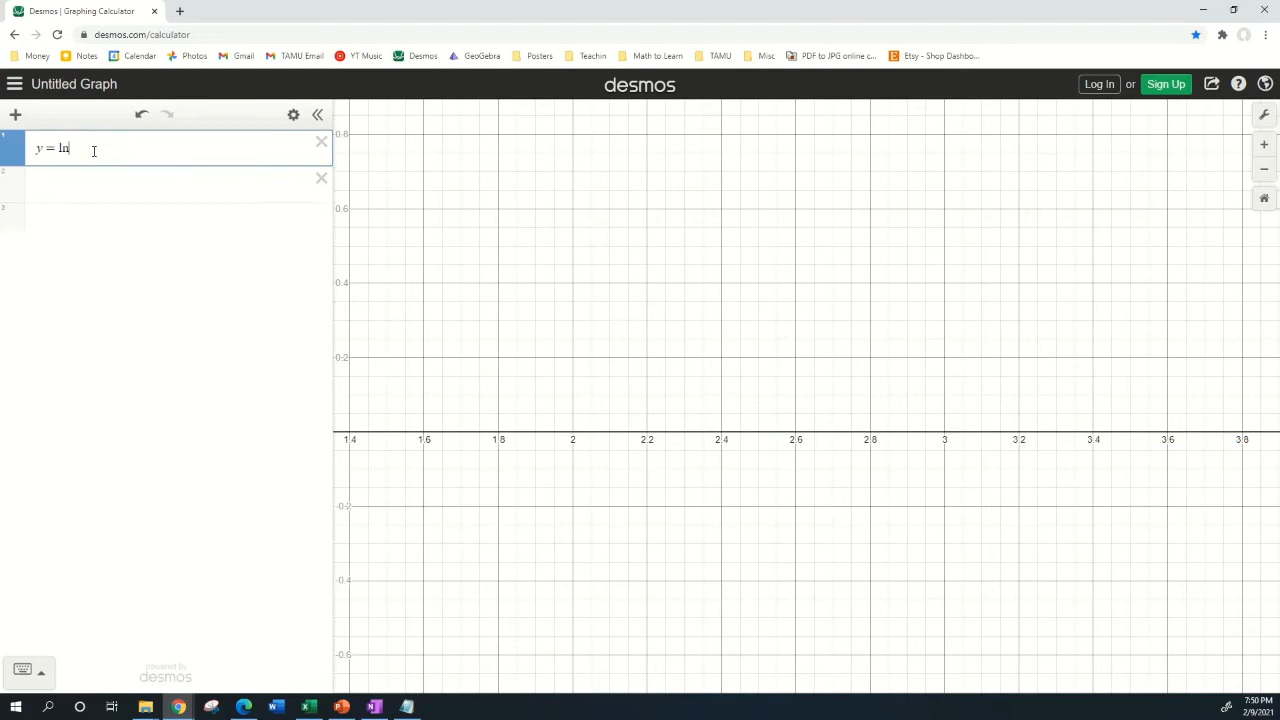 Desmos | Graphing Calculator
desmos.com/calculator
Money Notes Calendar Photos Gmail TAMU Email YT Music Desmos GeoGebra Posters Teachin Math to Learn TAMU Misc PDF to JPG online c... Etsy - Shop Dashbo...
Untitled Graph
desmos
Log In or Sign Up
1
y = ln
2
3
0.8
0.6
0.4
0.2
1.4 1.6 1.8 2 2.2 2.4 2.6 2.8 3 3.2 3.4 3.6 3.8
-0.2
-0.4
-0.6
powered by
desmos
7:50 PM
2/9/2021